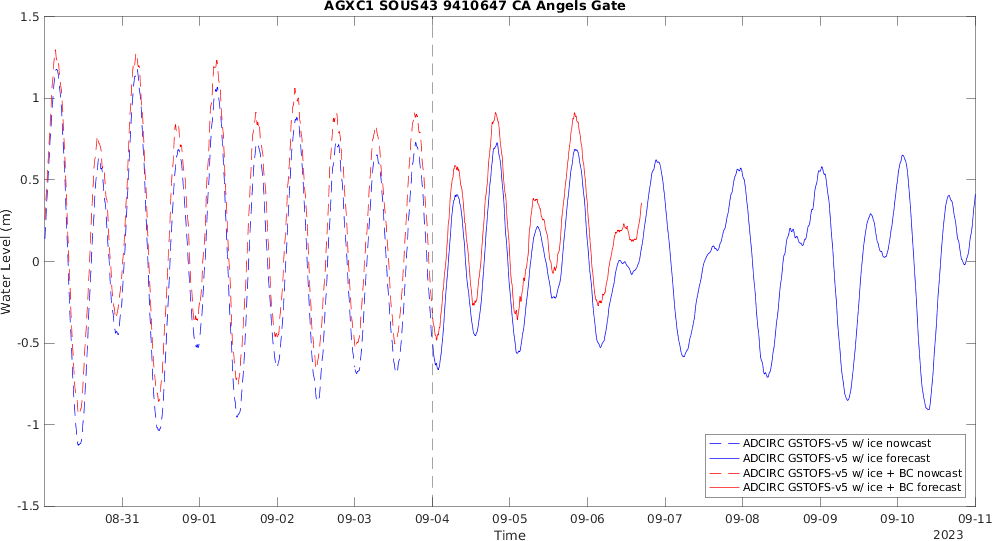 AGXC1 SOUS43 9410647 CA Angels Gate
Water Level (m)
1.5
1
0.5
0
-0.5
-1
-1.5
ADCIRC GSTOFS-v5 w/ ice nowcast
ADCIRC GSTOFS-v5 w/ ice forecast
ADCIRC GSTOFS-v5 w/ ice + BC nowcast
ADCIRC GSTOFS-v5 w/ ice + BC forecast
08-31 09-01 09-02 09-03 09-04 09-05 09-06 09-07 09-08 09-09 09-10 09-11
Time
2023